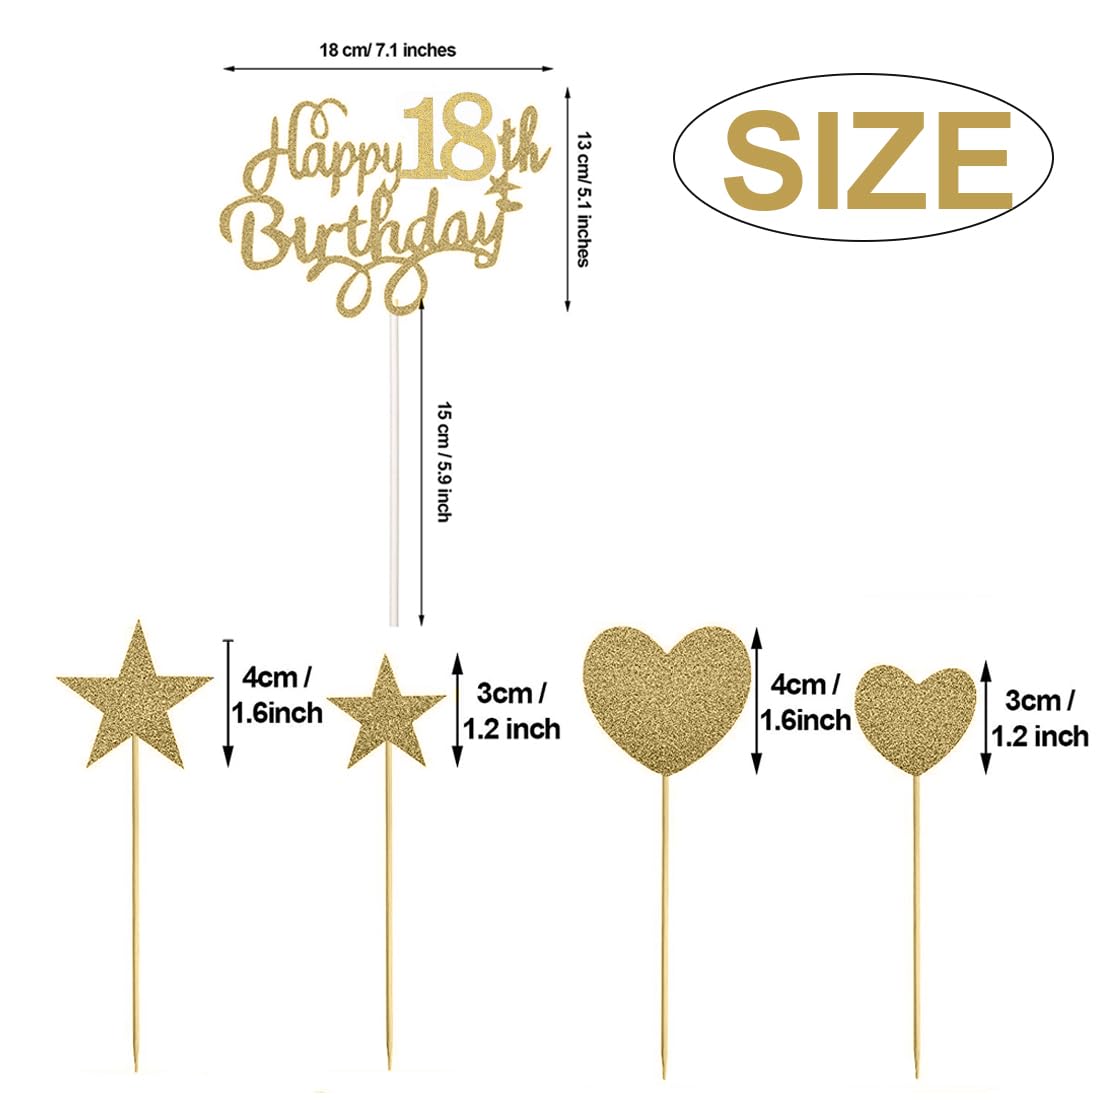 18 cm/ 7.1 inches
SIZE
Happy 18th
Birthday
13 cm/ 5.1 inches
15 cm / 5.9 inch
4cm /
1.6inch
3cm /
1.2 inch
4cm /
1.6inch
3cm /
1.2 inch